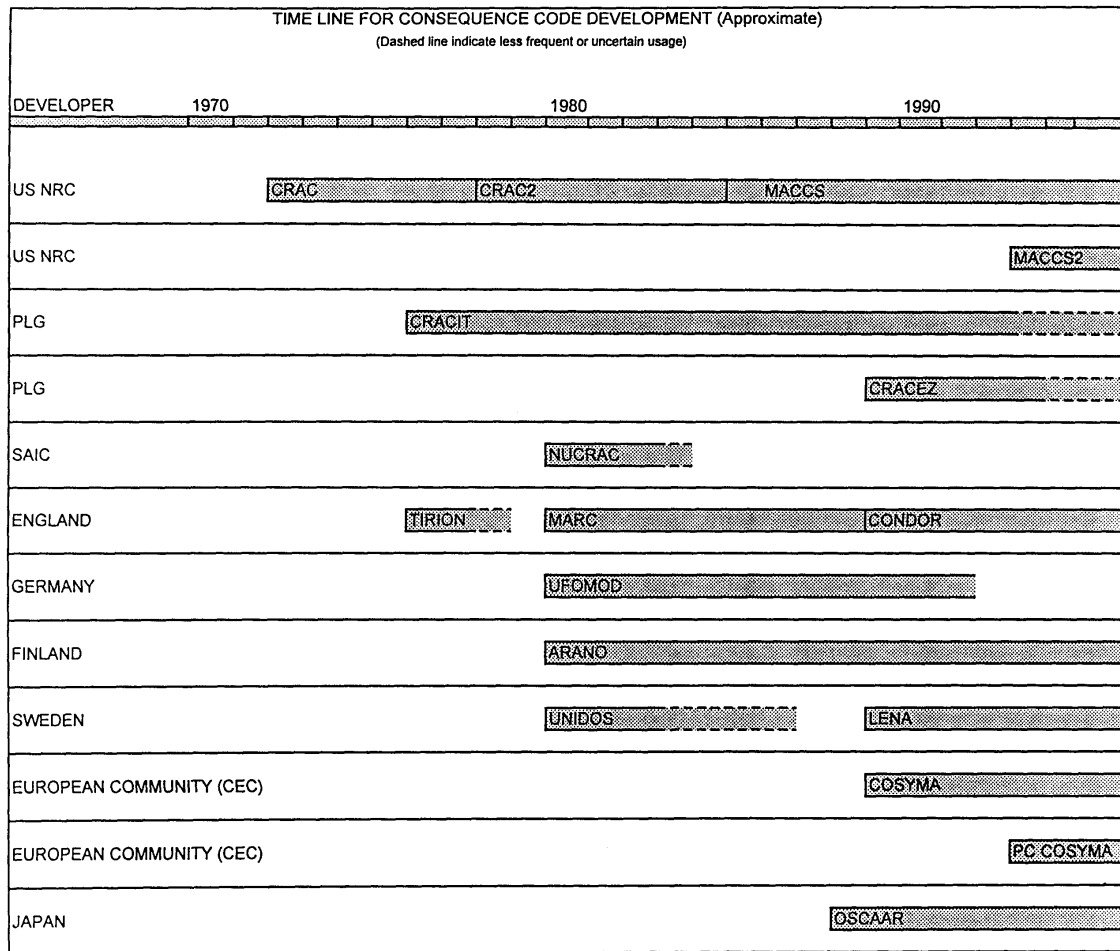 TIME LINE FOR CONSEQUENCE CODE DEVELOPMENT (Approximate)
(Dashed line indicate less frequent or uncertain usage)
DEVELOPER 1970 1980 1990
US NRC CRAC CRAC2 MACCS
US NRC MACCS2
PLG CRACIT
PLG CRACEZ
SAIC NUCRAC
ENGLAND TIRION MARC CONDOR
GERMANY UFOMOD
FINLAND ARANO
SWEDEN UNIDOS LENA
EUROPEAN COMMUNITY (CEC) COSYMA
EUROPEAN COMMUNITY (CEC) PC COSYMA
JAPAN OSCAAR